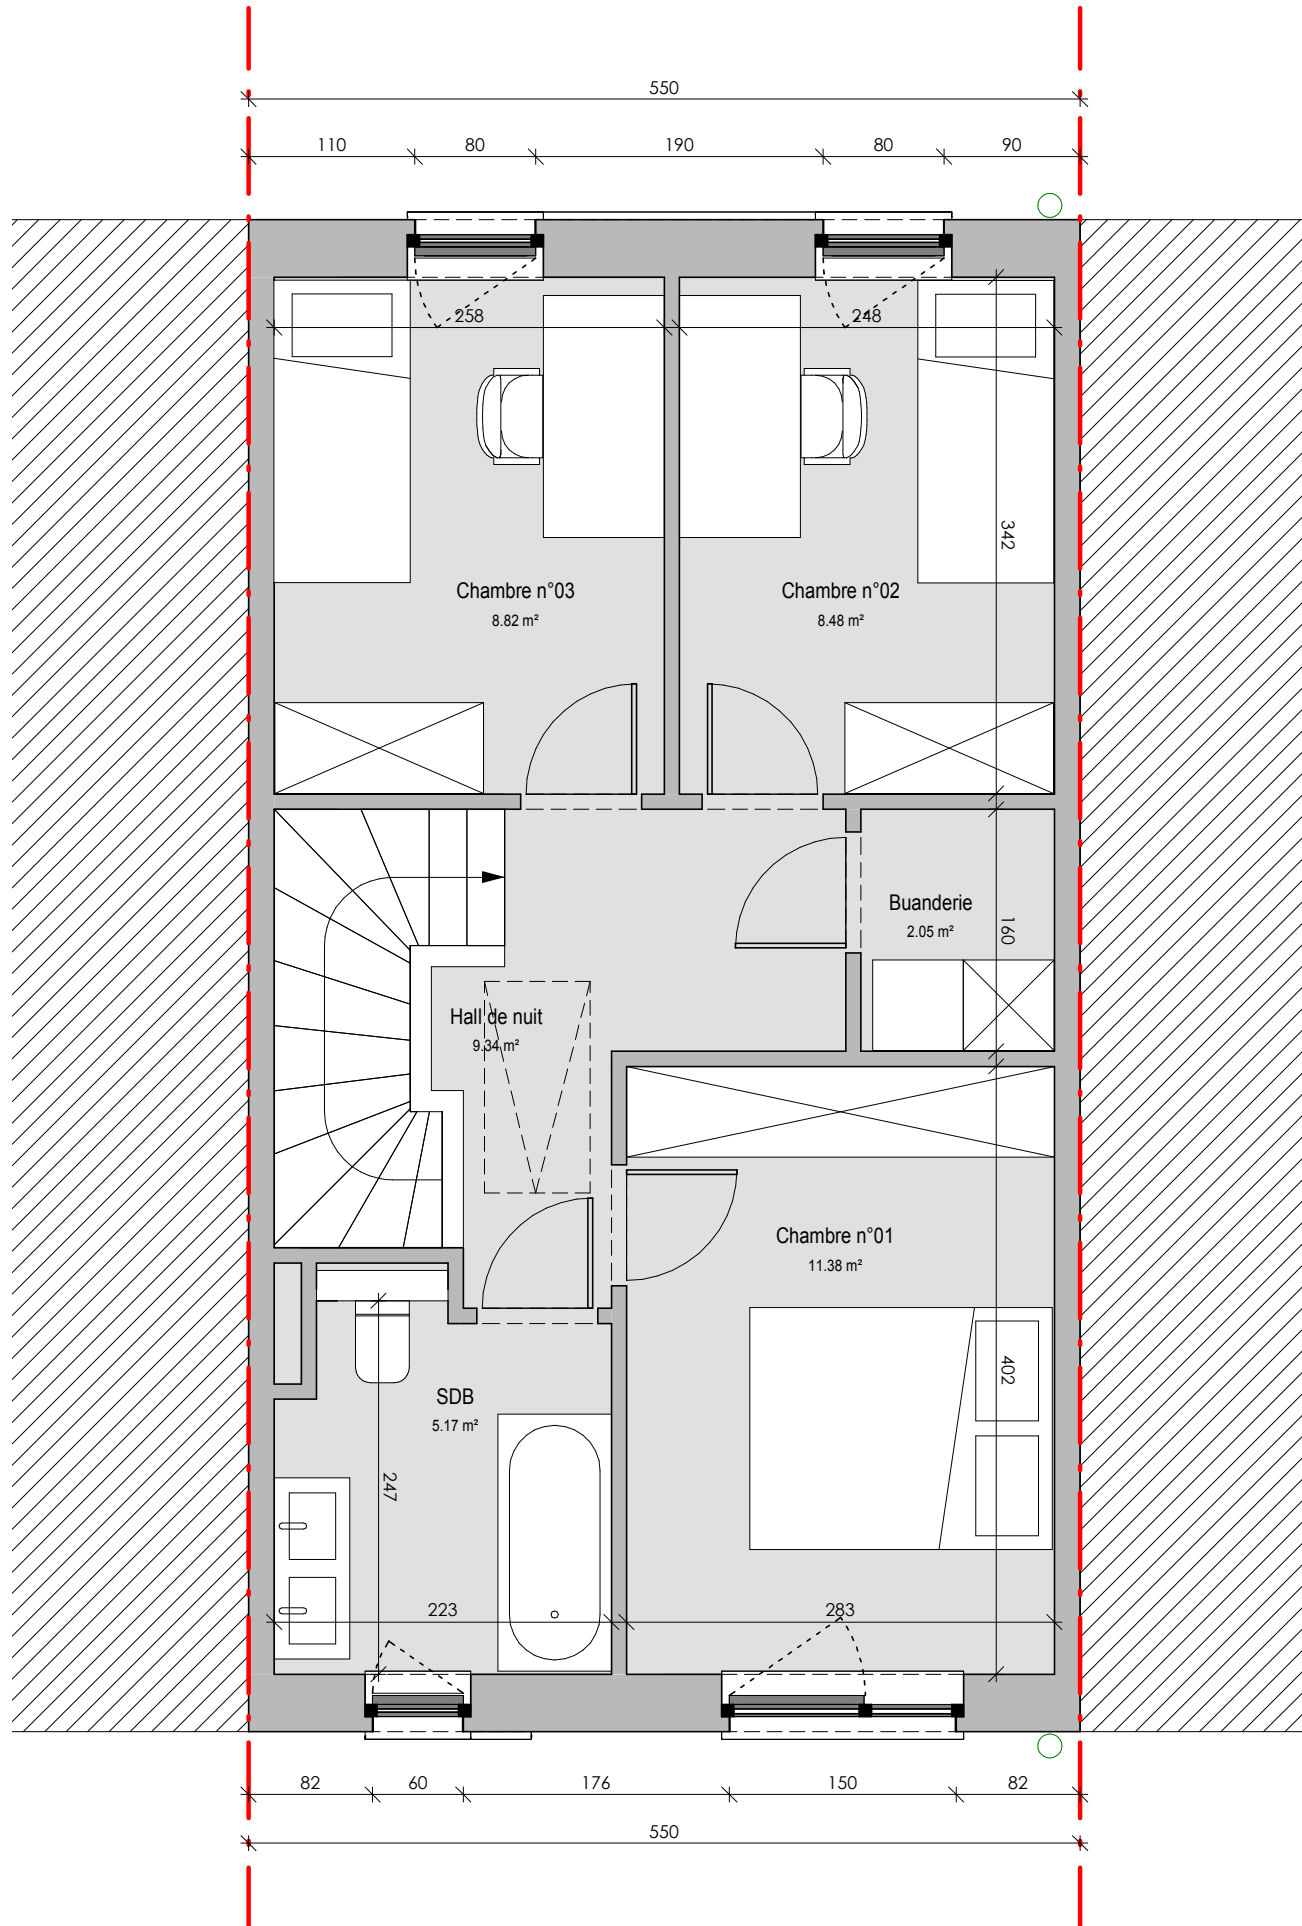 550
110 80 190 80 90
258 248
342
Chambre n°03 Chambre n°02
8.82 m² 8.48 m²
Buanderie
2.05 m²
160
Hall de nuit
9.34 m²
Chambre n°01
11.38 m²
402
SDB
5.17 m²
247
223 283
82 60 176 150 82
550